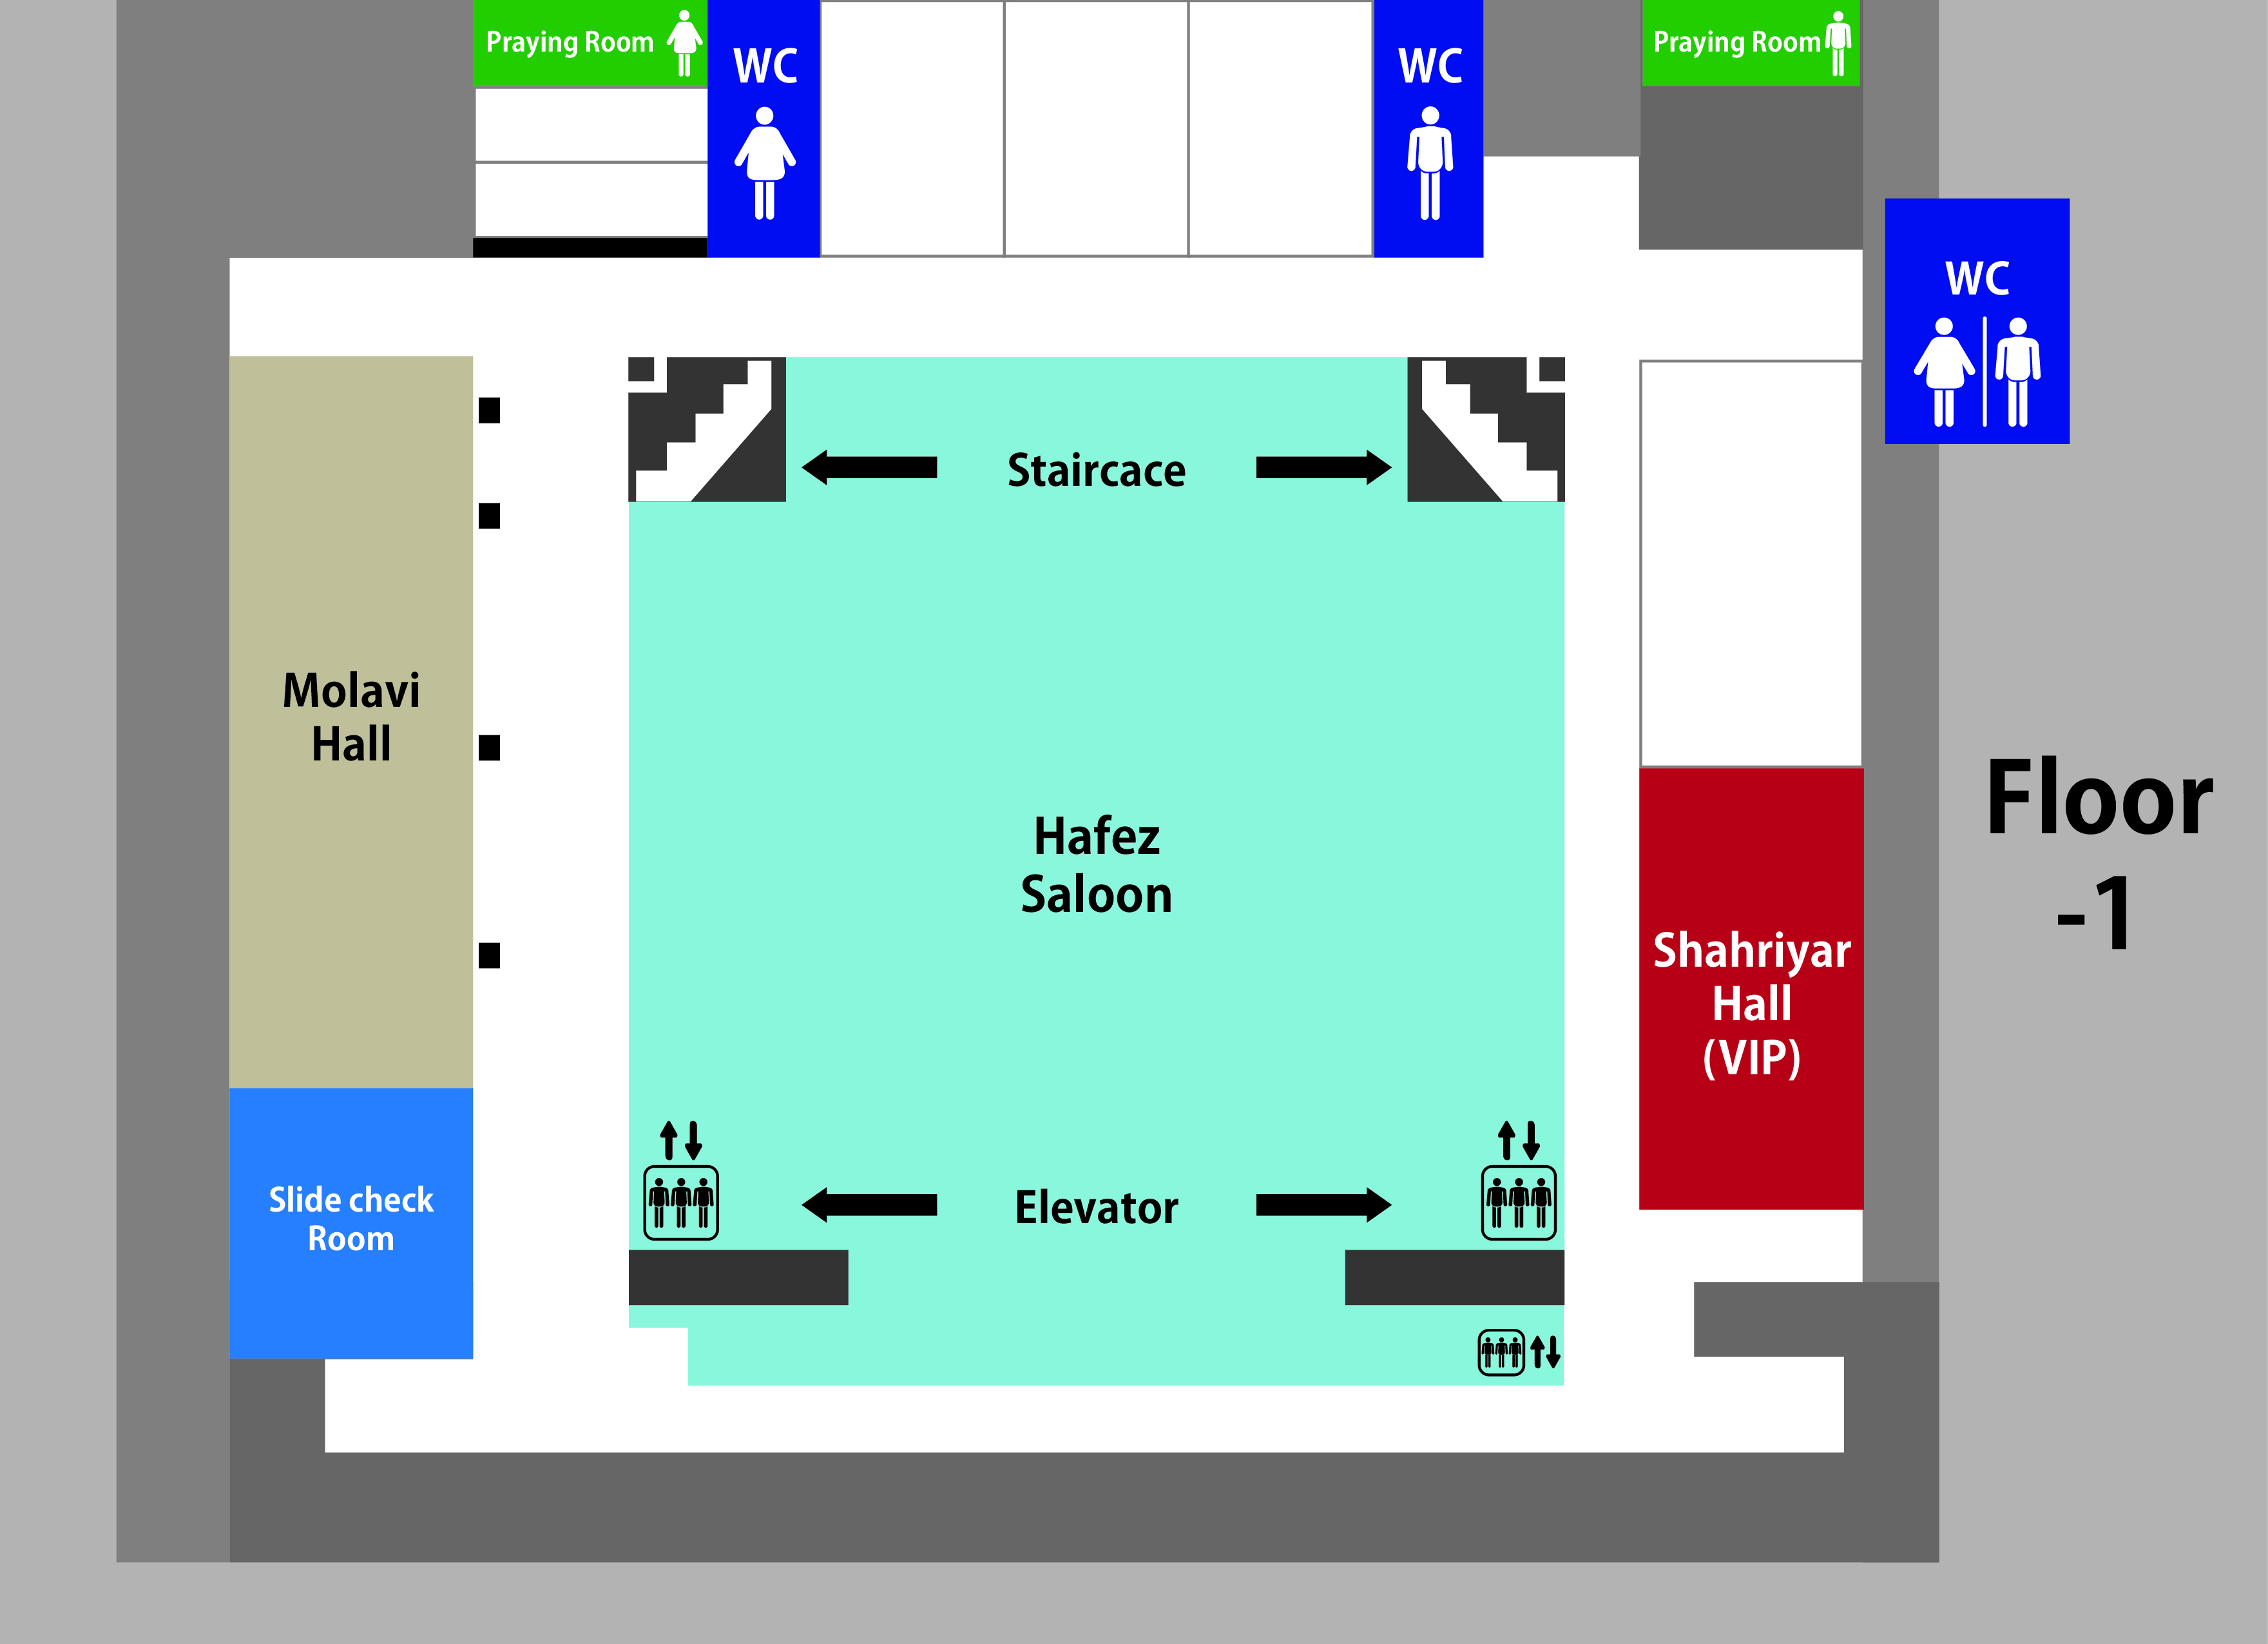 Praying Room
WC
WC
Praying Room
WC
Staircace
Molavi
Hall
Hafez
Saloon
Floor
-1
Shahriyar
Hall
(VIP)
Slide check
Room
Elevator